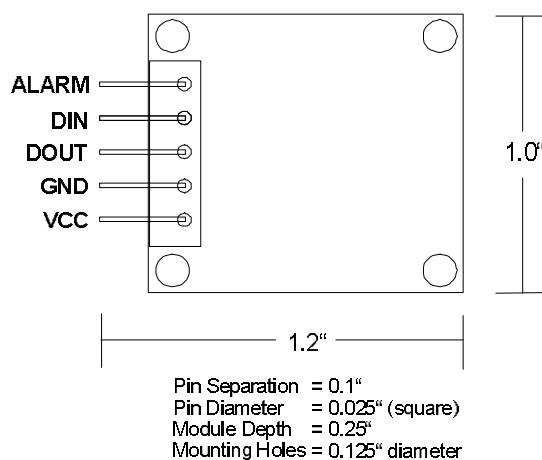 ALARM
DIN
DOUT
GND
VCC
1.0“
1.2“
Pin Separation = 0.1“
Pin Diameter = 0.025“ (square)
Module Depth = 0.25“
Mounting Holes = 0.125“ diameter